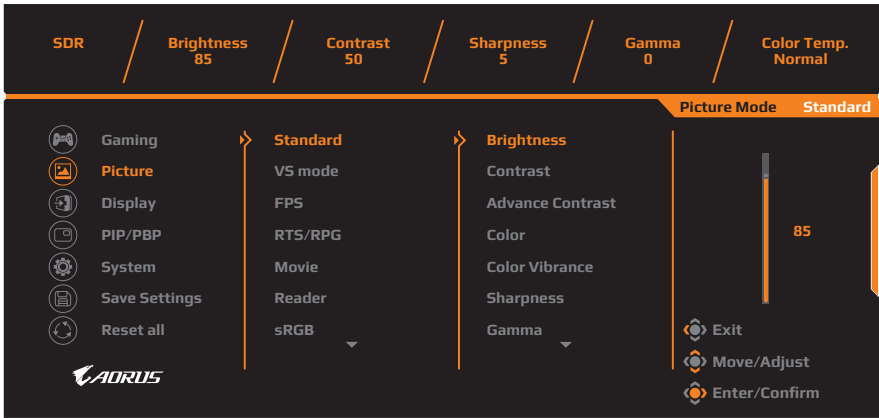 SDR Brightness Contrast Sharpness Gamma Color Temp.
85 50 5 0 Normal
Picture Mode Standard
Gaming Standard Brightness
Picture VS mode Contrast
Display FPS Advance Contrast
PIP/PBP RTS/RPG Color 85
System Movie Color Vibrance
Save Settings Reader Sharpness
Reset all sRGB Gamma Exit
Move/Adjust
AORUS
Enter/Confirm